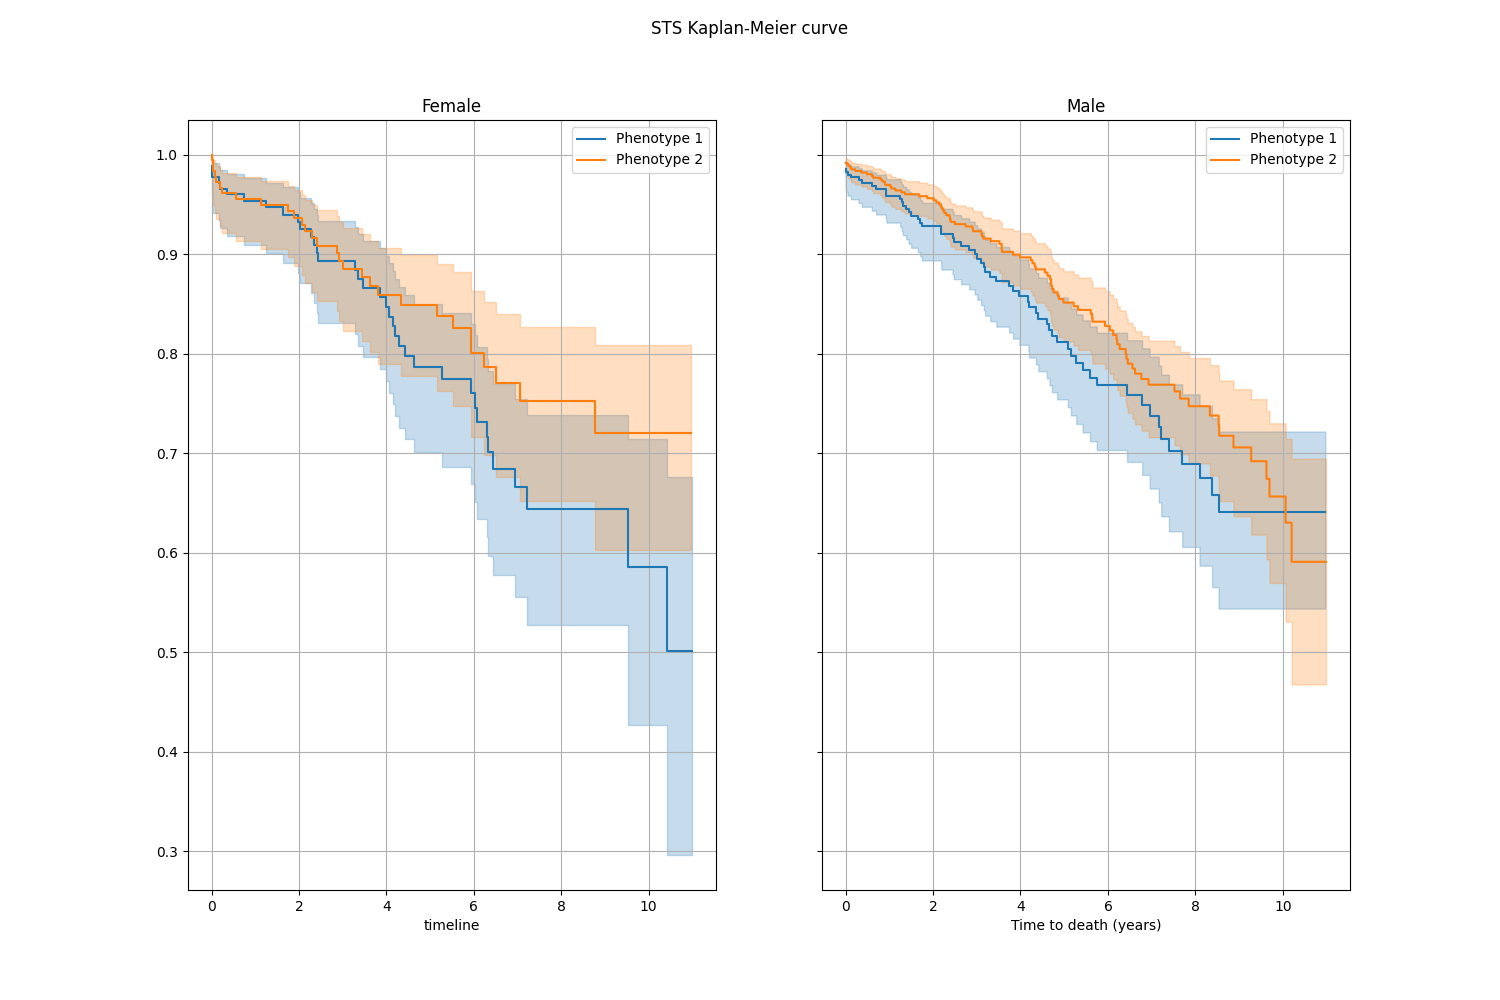 STS Kaplan-Meier curve
Female
Phenotype 1
Phenotype 2
1.0
0.9
0.8
0.7
0.6
0.5
0.4
0.3
0 2 4 6 8 10
timeline
Male
Phenotype 1
Phenotype 2
0 2 4 6 8 10
Time to death (years)